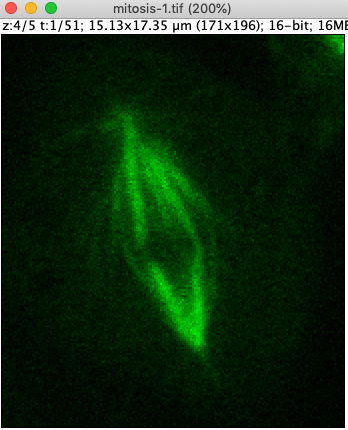 mitosis-1.tif (200%)
z:4/5 t:1/51; 15.13x17.35 µm (171x196); 16-bit; 16MB